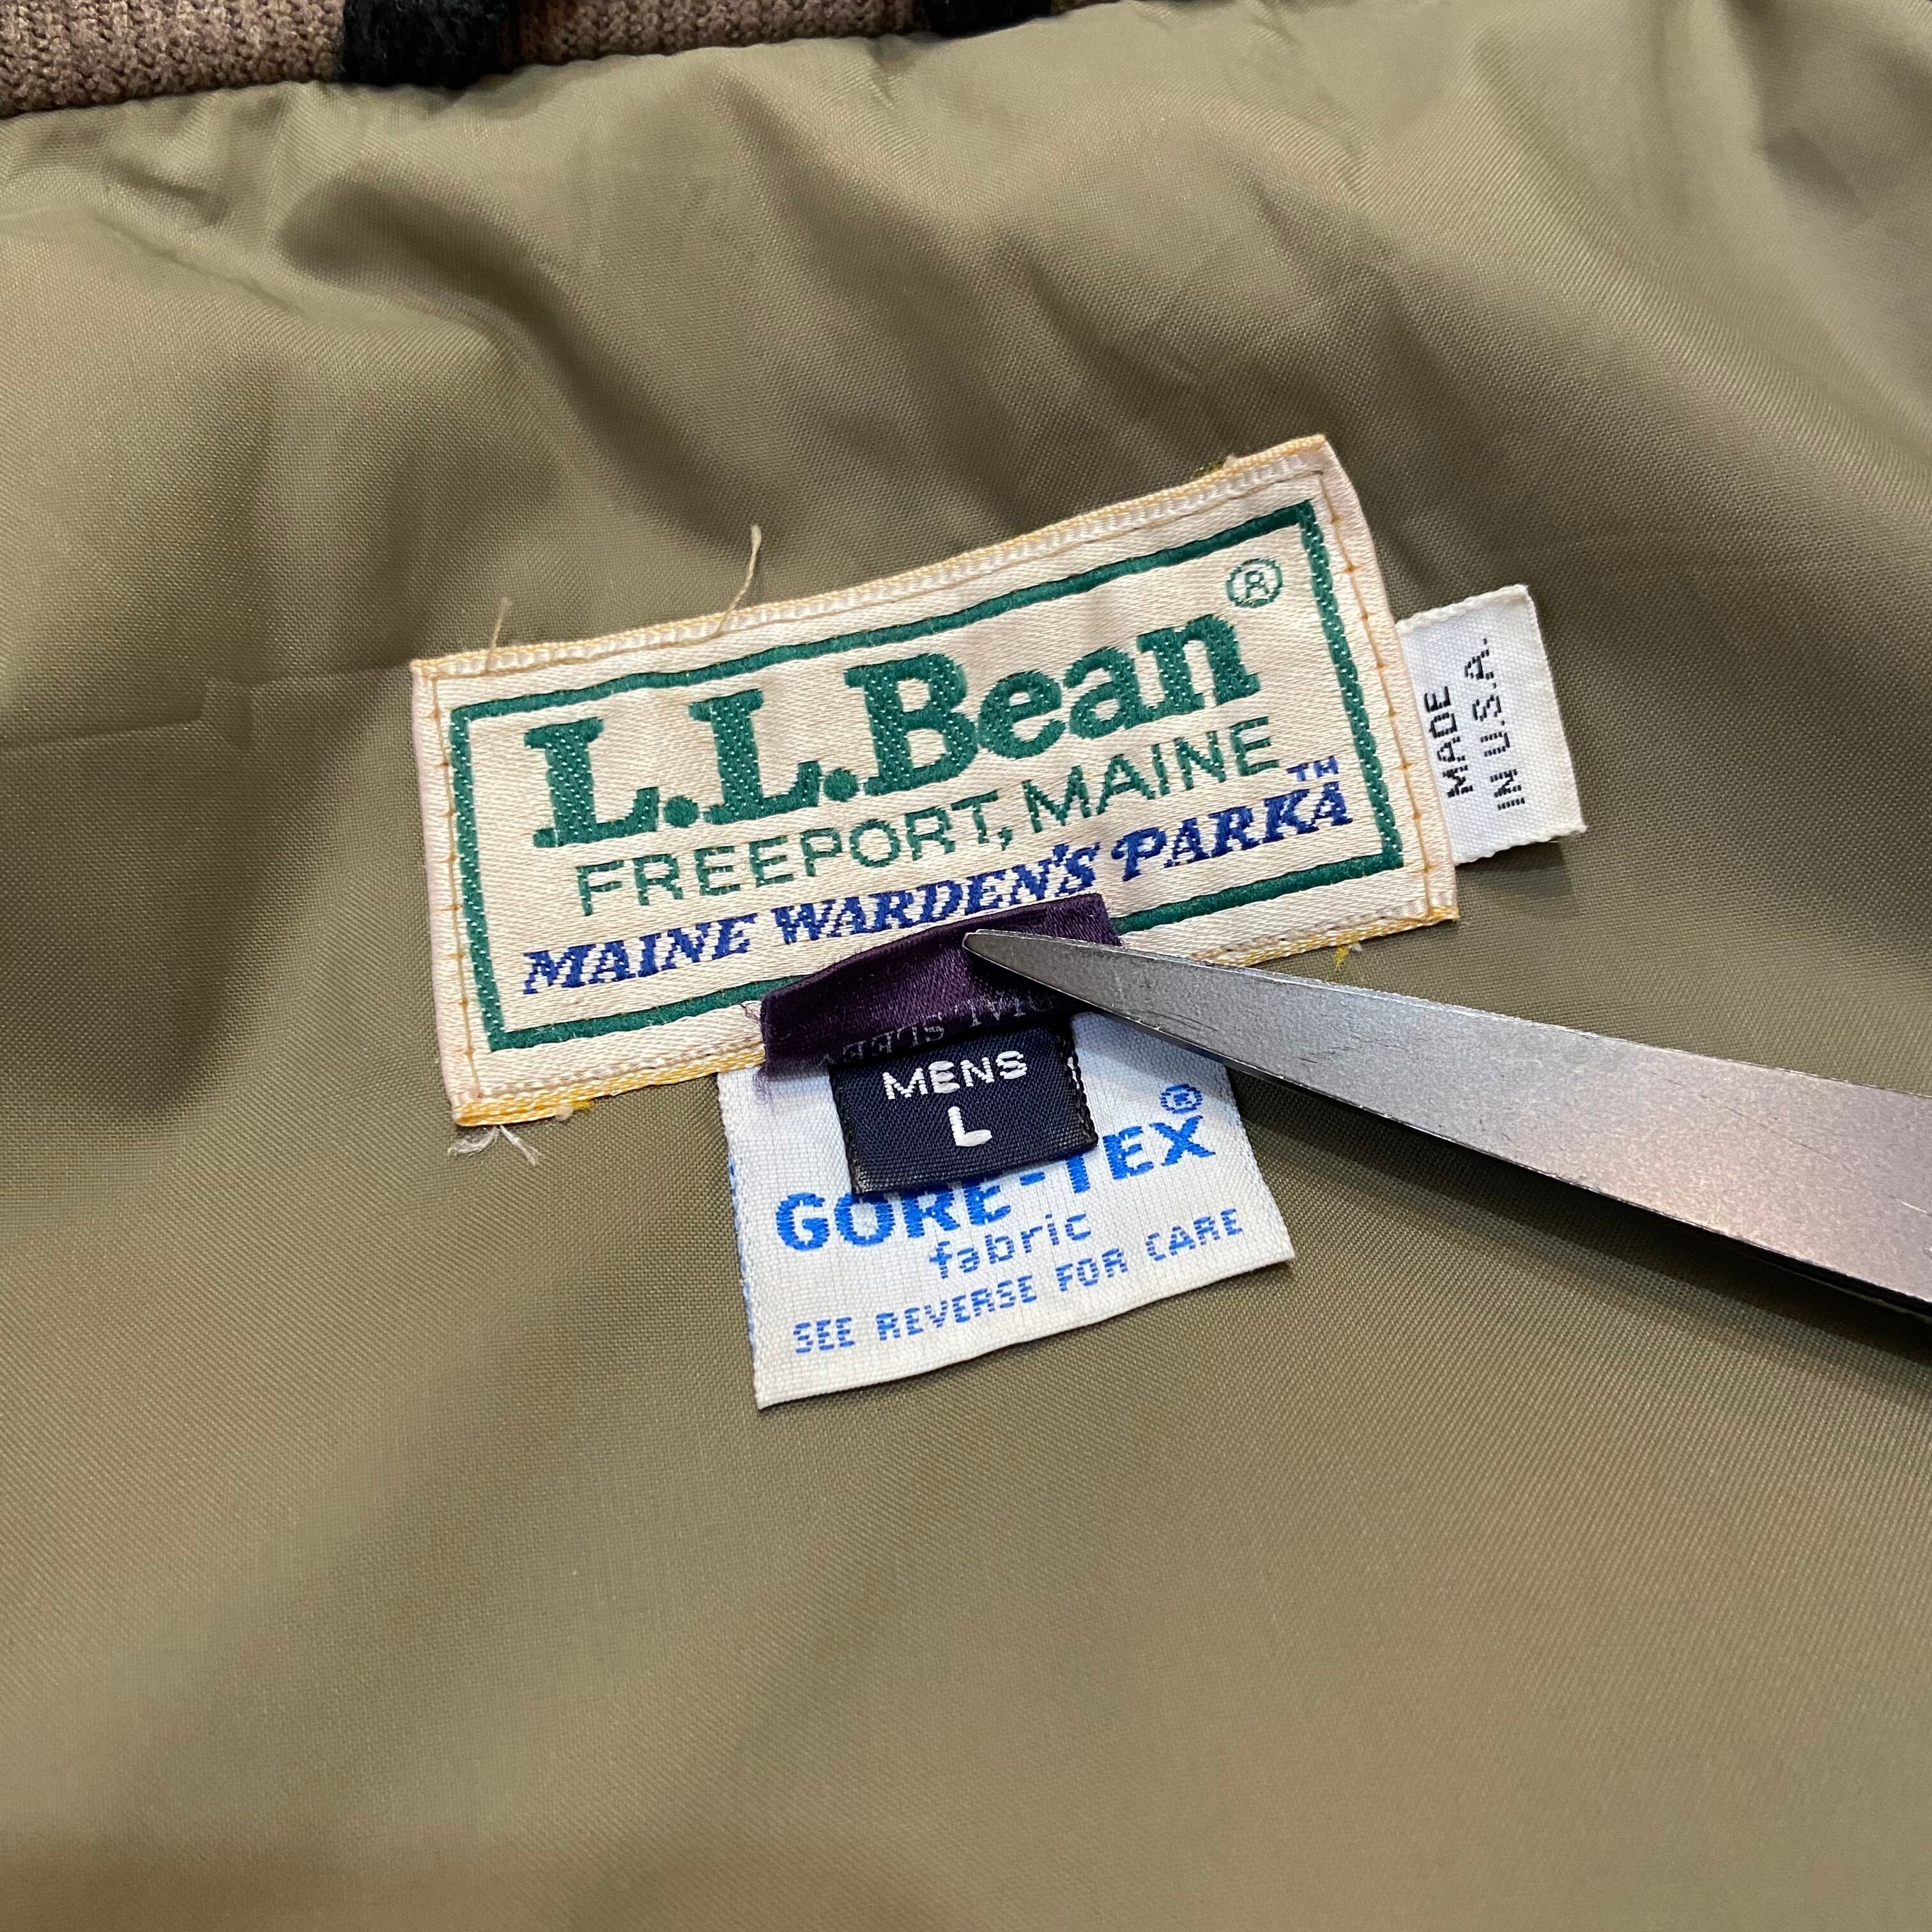 L.L.Bean®
FREEPORT, MAINE
MAINE WARDEN'S PARKA™
MADE
IN U.S.A.
MENS
L
GORE-TEX®
fabric
SEE REVERSE FOR CARE